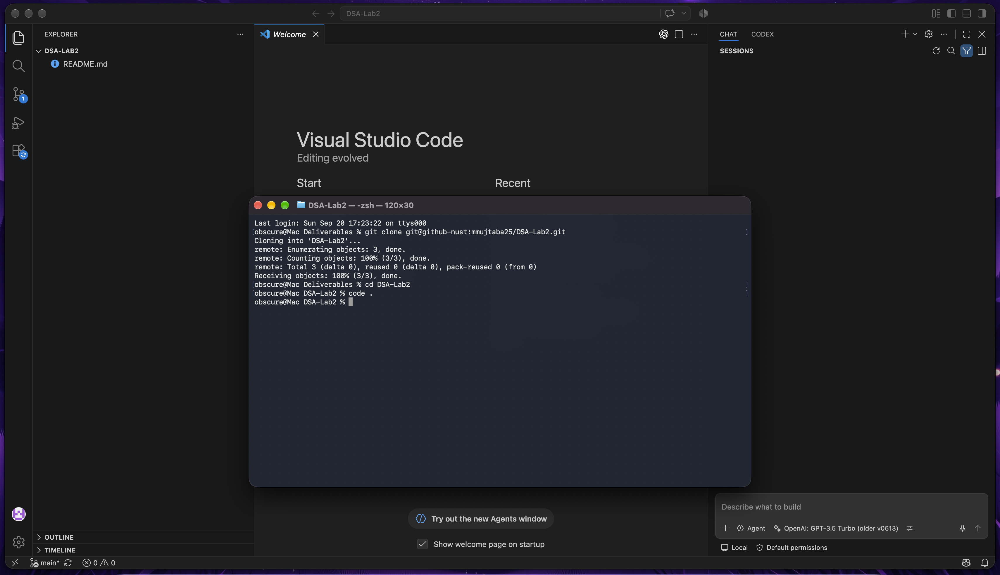 DSA-Lab2
EXPLORER
DSA-LAB2
README.md
1
Welcome
Visual Studio Code
Editing evolved
Start
Recent
DSA-Lab2 — -zsh — 120×30
Last login: Sun Sep 20 17:23:22 on ttys000
[obscure@Mac Deliverables % git clone git@github-nust:mmujtaba25/DSA-Lab2.git ]
Cloning into 'DSA-Lab2'...
remote: Enumerating objects: 3, done.
remote: Counting objects: 100% (3/3), done.
remote: Total 3 (delta 0), reused 0 (delta 0), pack-reused 0 (from 0)
Receiving objects: 100% (3/3), done.
[obscure@Mac Deliverables % cd DSA-Lab2 ]
[obscure@Mac DSA-Lab2 % code . ]
obscure@Mac DSA-Lab2 %
Try out the new Agents window
Show welcome page on startup
CHAT CODEX
SESSIONS
Describe what to build
Agent OpenAI: GPT-3.5 Turbo (older v0613)
Local Default permissions
OUTLINE
TIMELINE
main* 0 0